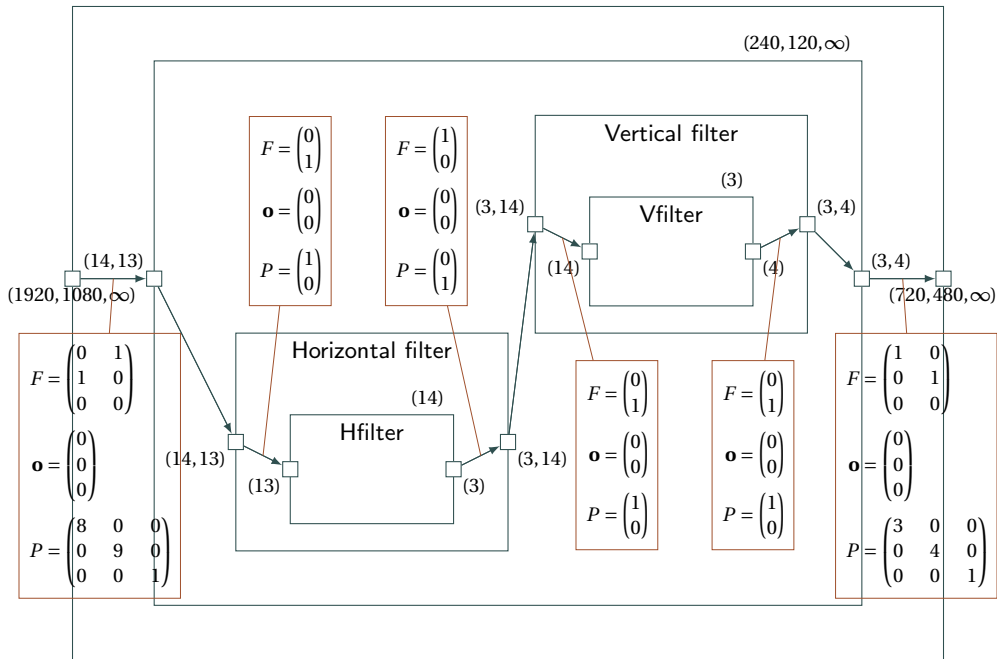 (240, 120, ∞)
Vertical filter
(3)
Vfilter
(3, 14)
(3, 4)
(14)
(4)
F = (0 1)
o = (0 0)
P = (1 0)
F = (1 0)
o = (0 0)
P = (0 1)
(14, 13)
(1920, 1080, ∞)
(3, 4)
(720, 480, ∞)
Horizontal filter
(14)
Hfilter
(14, 13)
(13)
(3)
(3, 14)
F = (0 1
1 0
0 0)
o = (0
0
0)
P = (8 0 0
0 9 0
0 0 1)
F = (0 1)
o = (0 0)
P = (1 0)
F = (0 1)
o = (0 0)
P = (1 0)
F = (1 0
0 1
0 0)
o = (0
0
0)
P = (3 0 0
0 4 0
0 0 1)